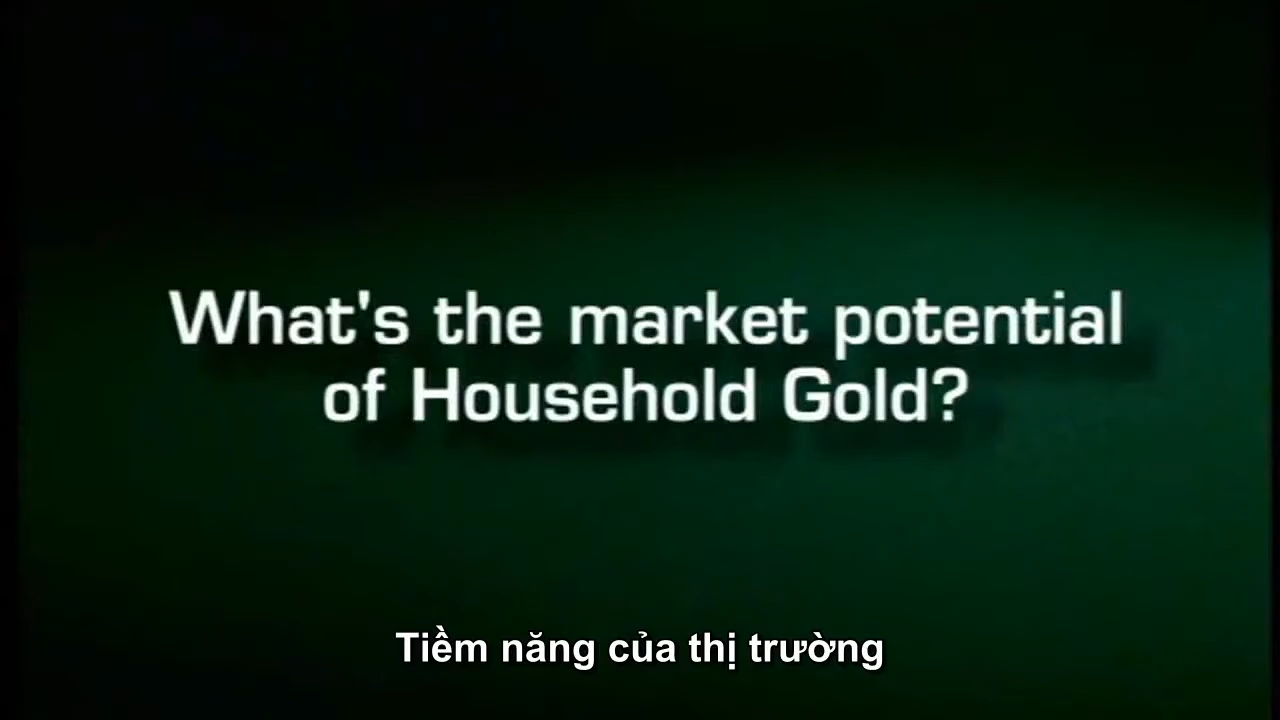 What's the market potential
of Household Gold?
Tiềm năng của thị trường